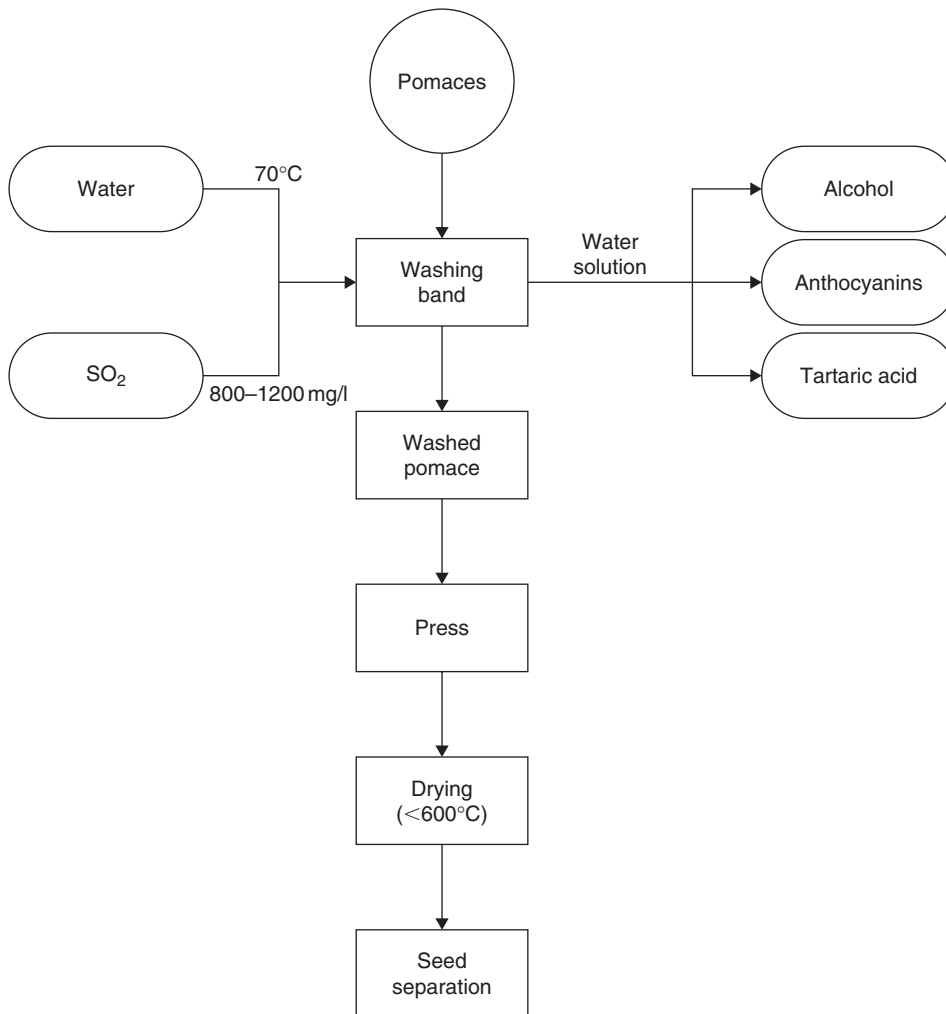 Pomaces
70°C
Water
Alcohol
Water
solution
Washing
band
Anthocyanins
SO₂
800–1200 mg/l
Tartaric acid
Washed
pomace
Press
Drying
(<600°C)
Seed
separation